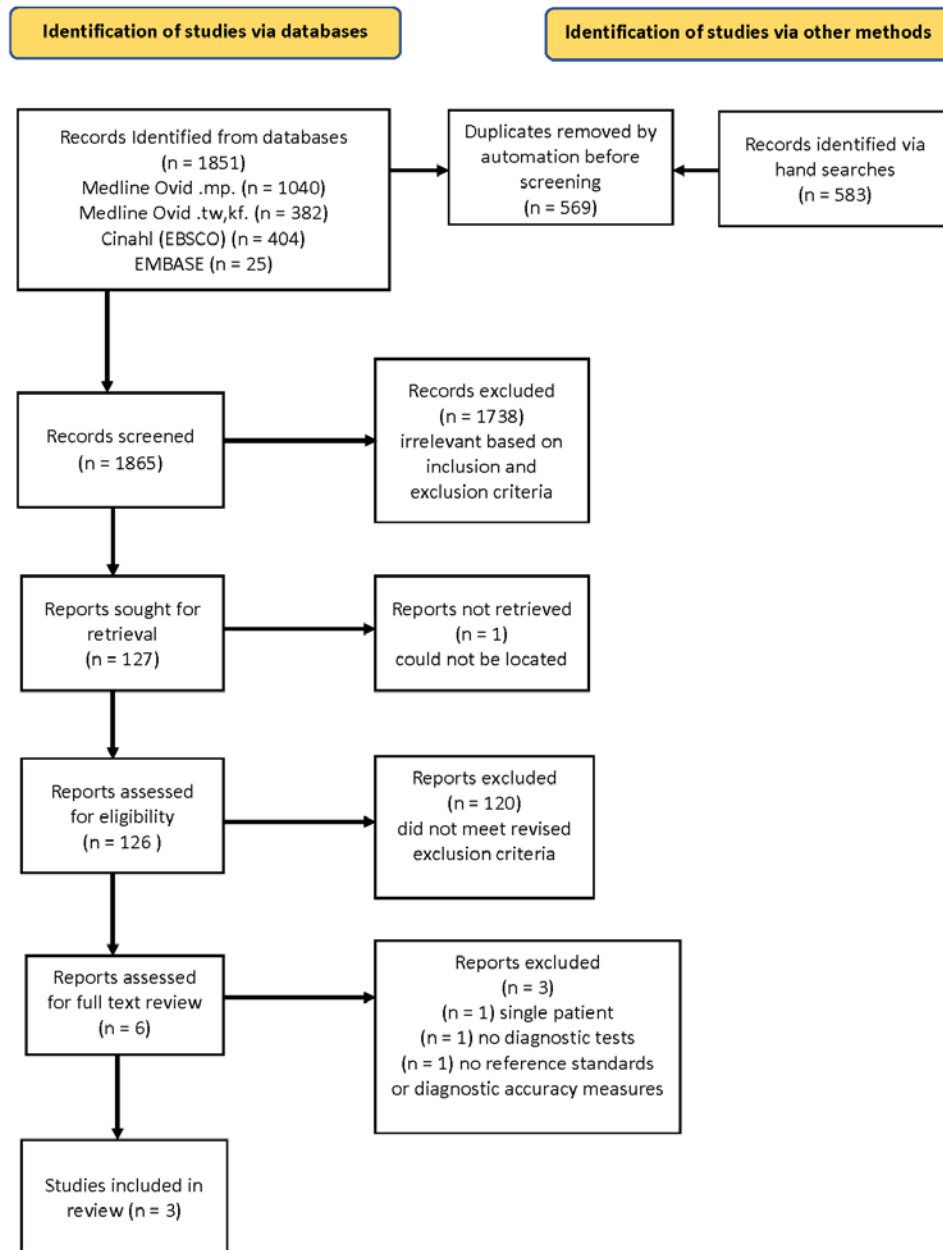 Identification of studies via databases
Identification of studies via other methods
Records Identified from databases
(n = 1851)
Medline Ovid .mp. (n = 1040)
Medline Ovid .tw,kf. (n = 382)
Cinahl (EBSCO) (n = 404)
EMBASE (n = 25)
Duplicates removed by
automation before
screening
(n = 569)
Records identified via
hand searches
(n = 583)
Records screened
(n = 1865)
Records excluded
(n = 1738)
irrelevant based on
inclusion and
exclusion criteria
Reports sought for
retrieval
(n = 127)
Reports not retrieved
(n = 1)
could not be located
Reports assessed
for eligibility
(n = 126 )
Reports excluded
(n = 120)
did not meet revised
exclusion criteria
Reports assessed
for full text review
(n = 6)
Reports excluded
(n = 3)
(n = 1) single patient
(n = 1) no diagnostic tests
(n = 1) no reference standards
or diagnostic accuracy measures
Studies included in
review (n = 3)